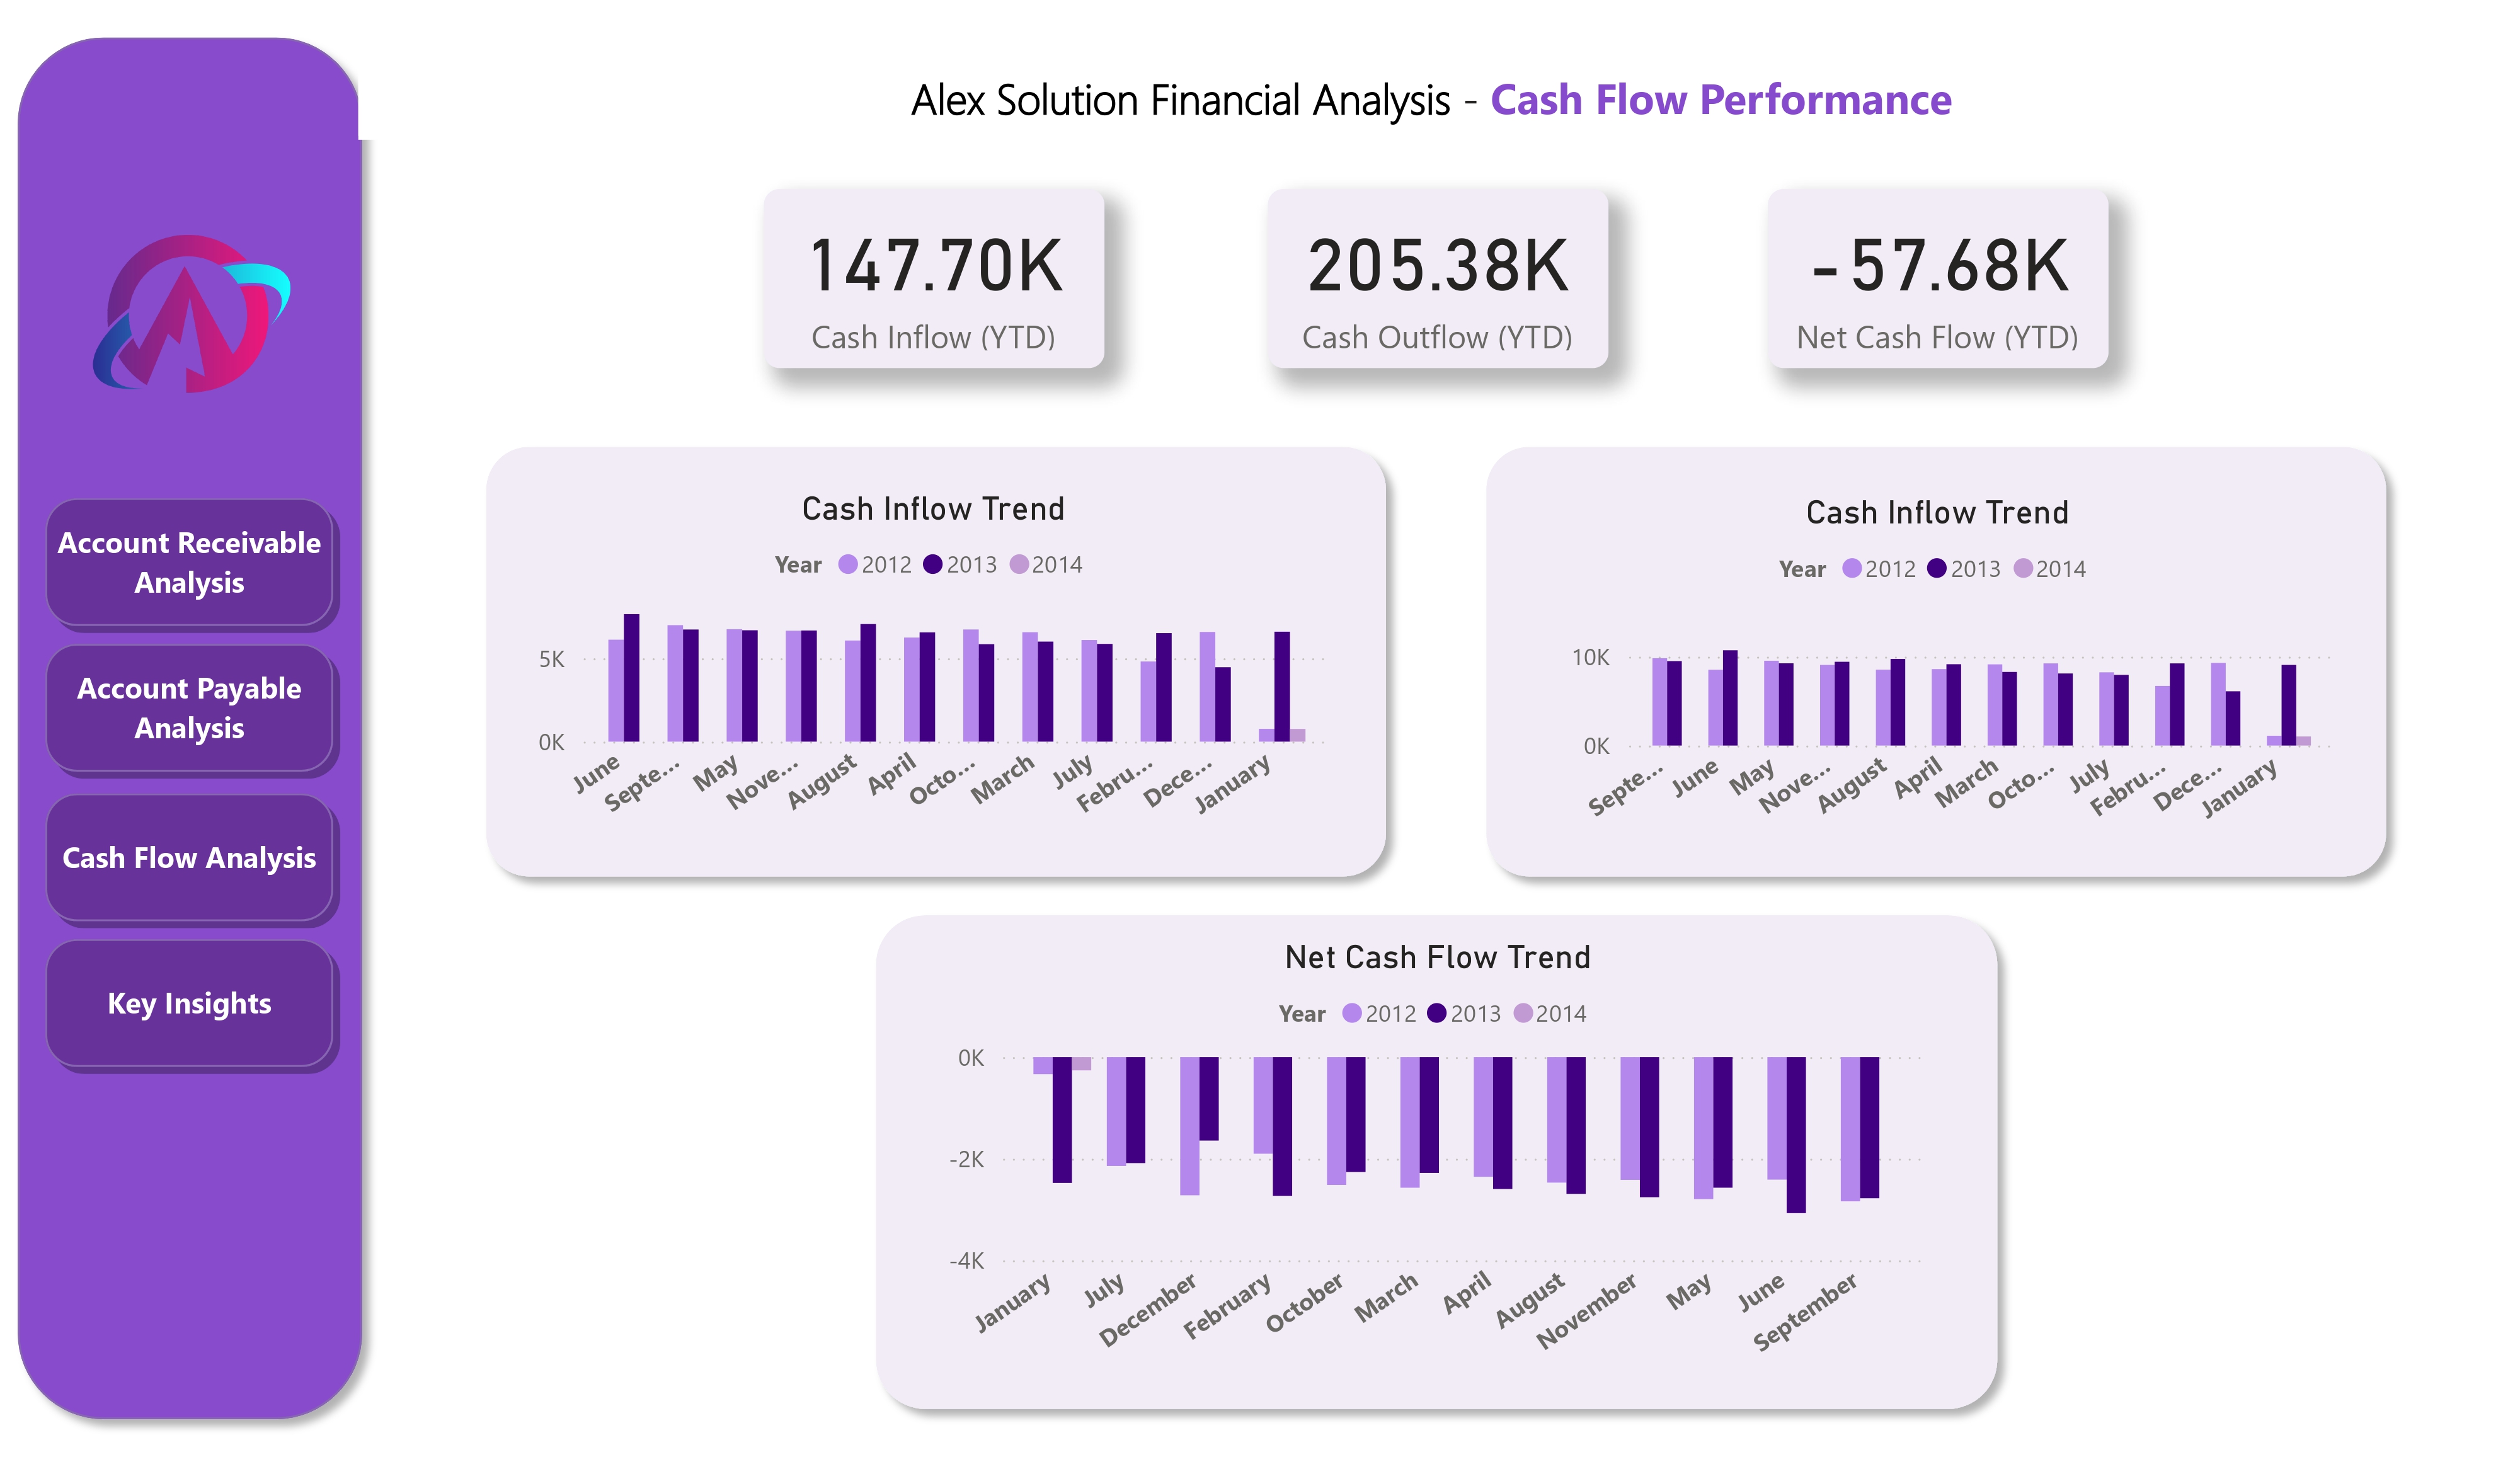 Alex Solution Financial Analysis - Cash Flow Performance
147.70K
Cash Inflow (YTD)
205.38K
Cash Outflow (YTD)
-57.68K
Net Cash Flow (YTD)
Account Receivable
Analysis
Account Payable
Analysis
Cash Flow Analysis
Key Insights
Cash Inflow Trend
Year 2012 2013 2014
5K
0K
June Septe... May Nove... August April Octo... March July Febru... Dece... January
Cash Inflow Trend
Year 2012 2013 2014
10K
0K
Septe... June May Nove... August April March Octo... July Febru... Dece... January
Net Cash Flow Trend
Year 2012 2013 2014
0K
-2K
-4K
January July December February October March April August November May June September